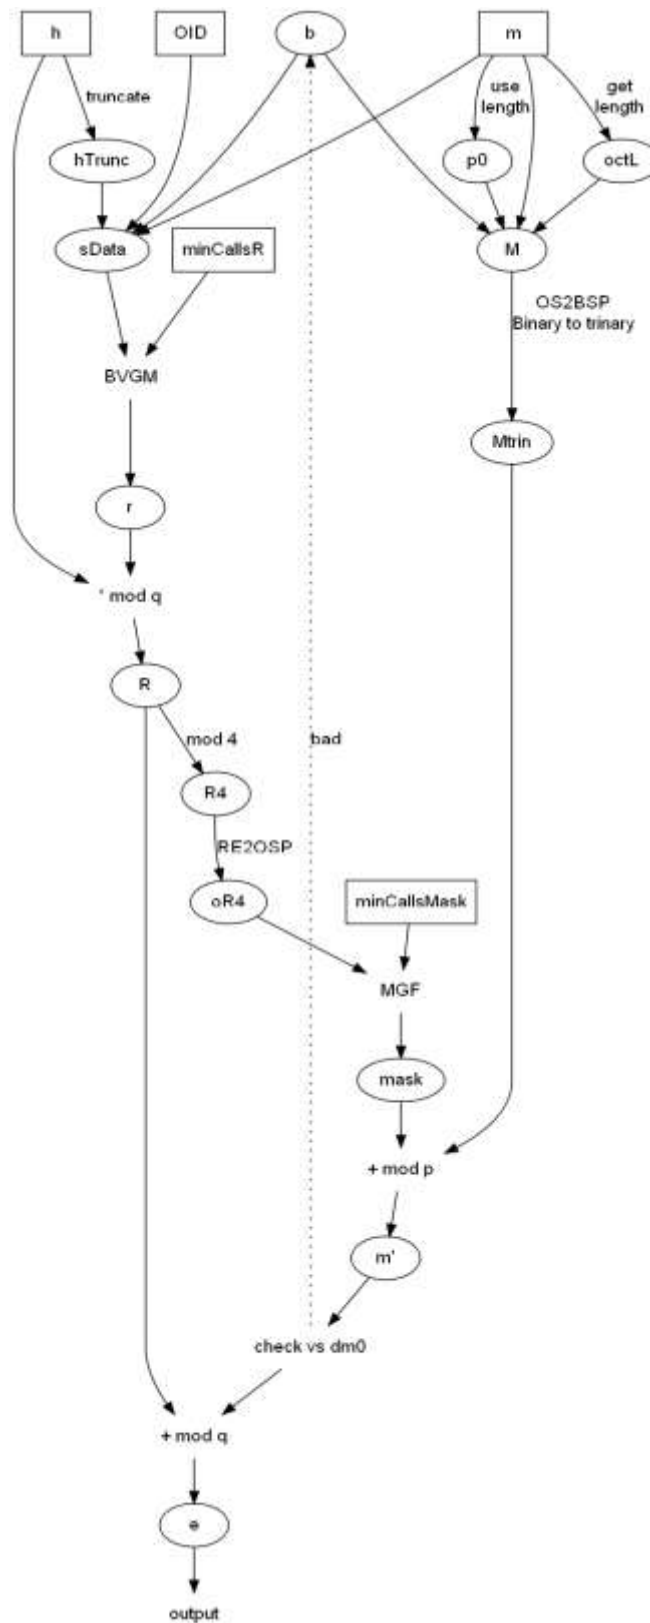 h
OID
b
m
truncate
use
length
get
length
hTrunc
p0
octL
sData
minCallsR
M
OS2BSP
Binary to trinary
BVGM
Mtrin
r
* mod q
R
mod 4
bad
R4
RE2OSP
oR4
minCallsMask
MGF
mask
+ mod p
m'
check vs dm0
+ mod q
e
output